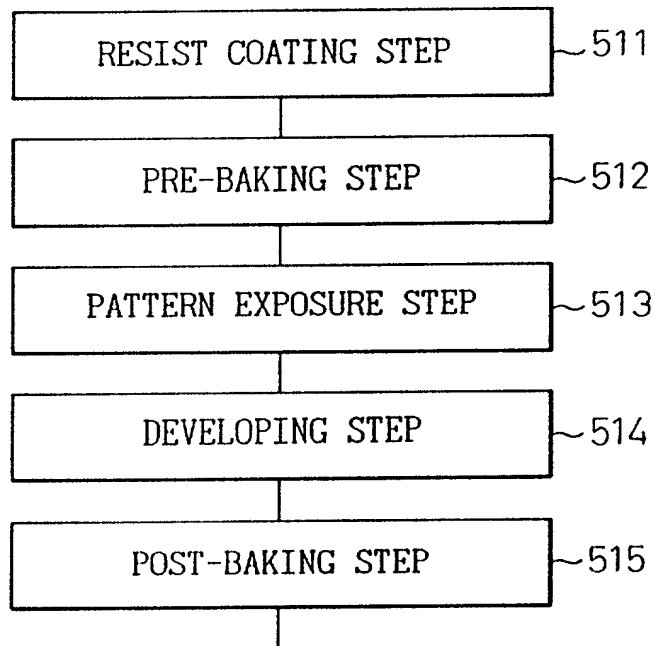 RESIST COATING STEP 511
PRE-BAKING STEP 512
PATTERN EXPOSURE STEP 513
DEVELOPING STEP 514
POST-BAKING STEP 515